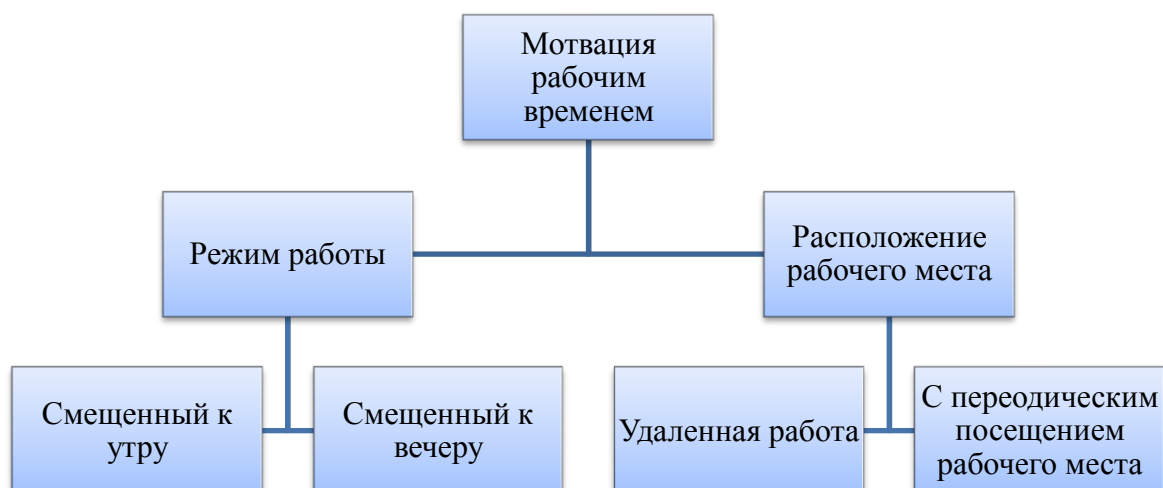 Мотвация
рабочим
временем
Режим работы
Расположение
рабочего места
Смещенный к
утру
Смещенный к
вечеру
Удаленная работа
С переодическим
посещением
рабочего места